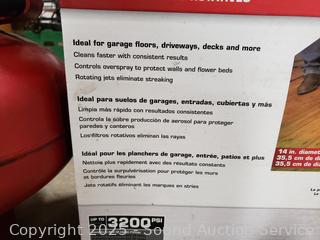 Ideal for garage floors, driveways, decks and more
Cleans faster with consistent results
Controls overspray to protect walls and flower beds
Rotating jets eliminate streaking
Ideal para suelos de garages, entradas, cubiertas y más
Limpia más rápido con resultados consistentes
Controla la sobre producción de aerosol para proteger
paredes y canteros
Los filtros rotativos eliminan las rayas
Idéal pour les planchers de garage, entrée, patios et plus
Nettoie plus rapidement avec des résultats constants
Contrôle la surpulvérisation pour protéger les murs
et bordures fleuries
Jets rotatifs éliminent les marques en stries
14 in. diamet
35,5 cm de d
35,5 cm de di
UP TO 3200 PSI
Copyright 2025 - Sound Auction Service